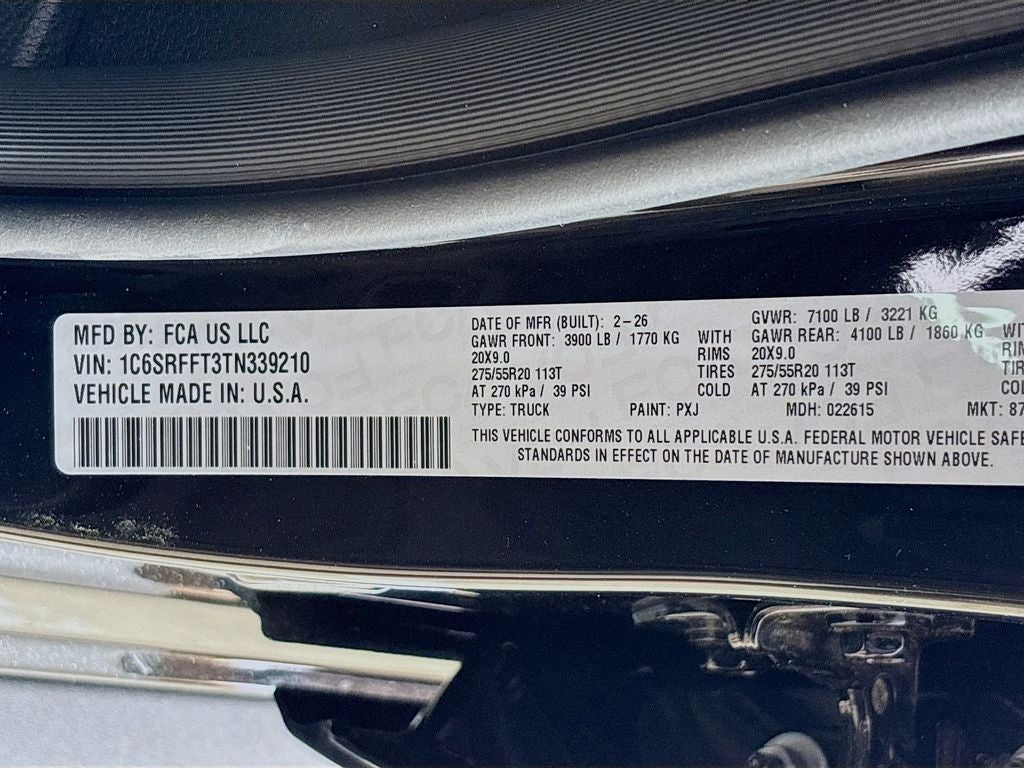 MFD BY: FCA US LLC
VIN: 1C6SRFFT3TN339210
VEHICLE MADE IN: U.S.A.
DATE OF MFR (BUILT): 2-26 GVWR: 7100 LB / 3221 KG
GAWR FRONT: 3900 LB / 1770 KG WITH GAWR REAR: 4100 LB / 1860 KG
20X9.0 RIMS 20X9.0
275/55R20 113T TIRES 275/55R20 113T
AT 270 kPa / 39 PSI COLD AT 270 kPa / 39 PSI
TYPE: TRUCK PAINT: PXJ MDH: 022615 MKT: 87
THIS VEHICLE CONFORMS TO ALL APPLICABLE U.S.A. FEDERAL MOTOR VEHICLE SAFE
STANDARDS IN EFFECT ON THE DATE OF MANUFACTURE SHOWN ABOVE.